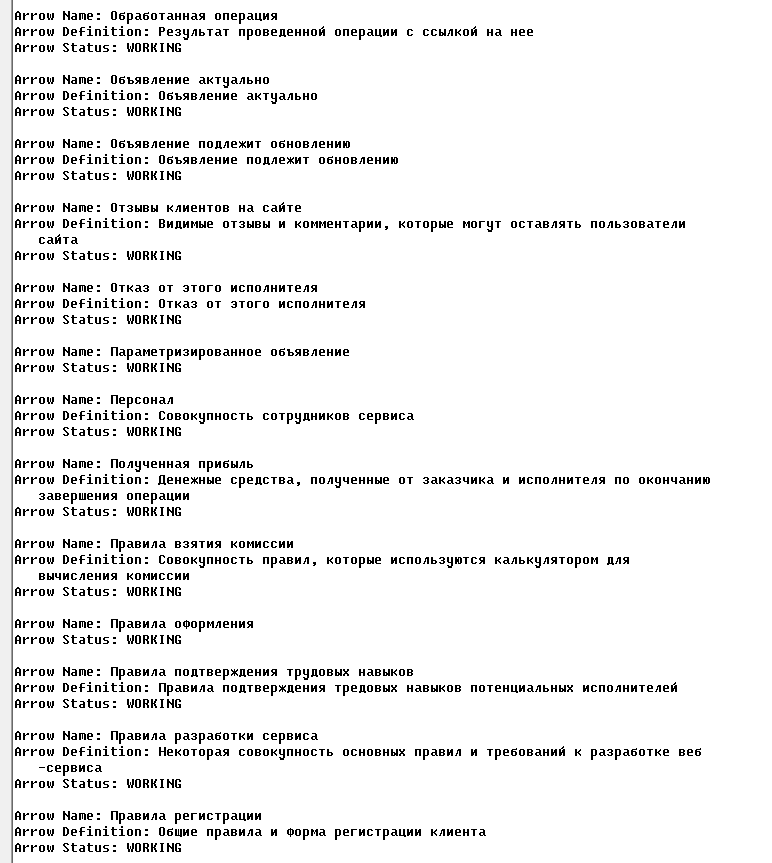 Arrow Name: Обработанная операция
Arrow Definition: Результат проведенной операции с ссылкой на нее
Arrow Status: WORKING
Arrow Name: Объявление актуально
Arrow Definition: Объявление актуально
Arrow Status: WORKING
Arrow Name: Объявление подлежит обновлению
Arrow Definition: Объявление подлежит обновлению
Arrow Status: WORKING
Arrow Name: Отзывы клиентов на сайте
Arrow Definition: Видимые отзывы и комментарии, которые могут оставлять пользователи
сайта
Arrow Status: WORKING
Arrow Name: Отказ от этого исполнителя
Arrow Definition: Отказ от этого исполнителя
Arrow Status: WORKING
Arrow Name: Параметризированное объявление
Arrow Status: WORKING
Arrow Name: Персонал
Arrow Definition: Совокупность сотрудников сервиса
Arrow Status: WORKING
Arrow Name: Полученная прибыль
Arrow Definition: Денежные средства, полученные от заказчика и исполнителя по окончанию
завершения операции
Arrow Status: WORKING
Arrow Name: Правила взятия комиссии
Arrow Definition: Совокупность правил, которые используются калькулятором для
вычисления комиссии
Arrow Status: WORKING
Arrow Name: Правила оформления
Arrow Status: WORKING
Arrow Name: Правила подтверждения трудовых навыков
Arrow Definition: Правила подтверждения тредовых навыков потенциальных исполнителей
Arrow Status: WORKING
Arrow Name: Правила разработки сервиса
Arrow Definition: Некоторая совокупность основных правил и требований к разработке веб
-сервиса
Arrow Status: WORKING
Arrow Name: Правила регистрации
Arrow Definition: Общие правила и форма регистрации клиента
Arrow Status: WORKING